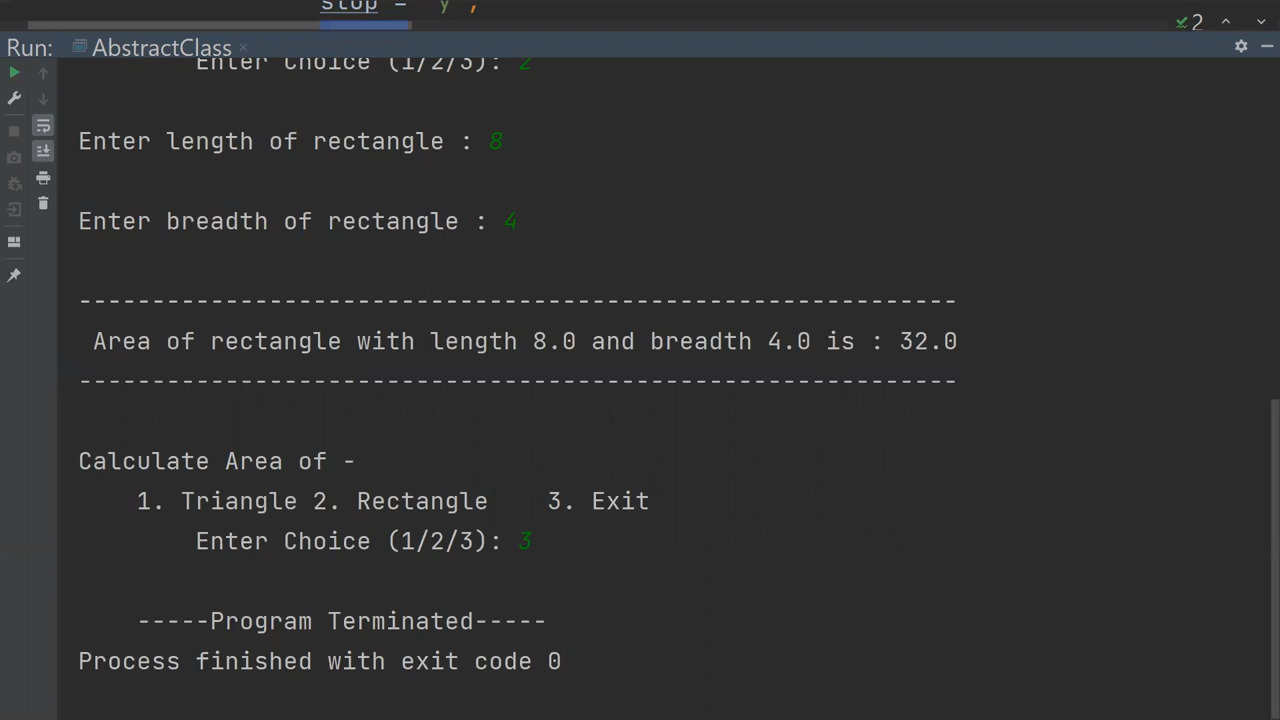 stop = 'y';
2
Run: AbstractClass
Enter Choice (1/2/3): 2
Enter length of rectangle : 8
Enter breadth of rectangle : 4
------------------------------------------------------------
Area of rectangle with length 8.0 and breadth 4.0 is : 32.0
------------------------------------------------------------
Calculate Area of -
1. Triangle 2. Rectangle    3. Exit
Enter Choice (1/2/3): 3
-----Program Terminated-----
Process finished with exit code 0